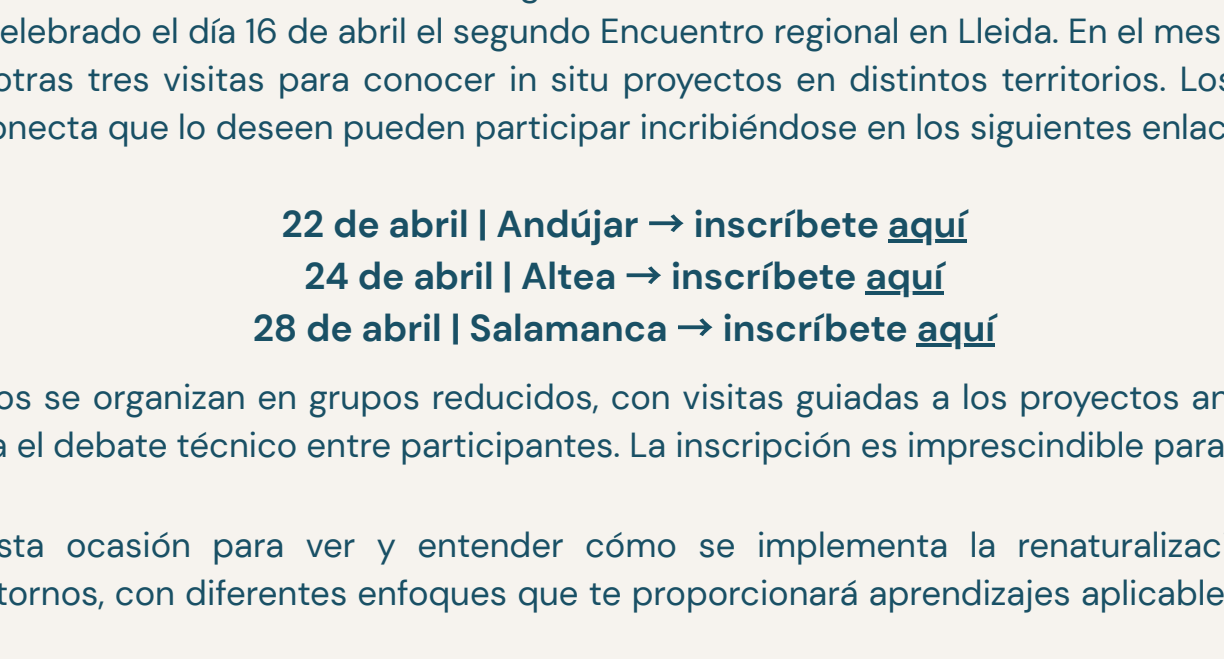 elebrado el día 16 de abril el segundo Encuentro regional en Lleida. En el mes
otras tres visitas para conocer in situ proyectos en distintos territorios. Los
onecta que lo deseen pueden participar incribiéndose en los siguientes enlac
22 de abril | Andújar → inscríbete aquí
24 de abril | Altea → inscríbete aquí
28 de abril | Salamanca → inscríbete aquí
os se organizan en grupos reducidos, con visitas guiadas a los proyectos an
a el debate técnico entre participantes. La inscripción es imprescindible para
sta ocasión para ver y entender cómo se implementa la renaturalizac
tornos, con diferentes enfoques que te proporcionará aprendizajes aplicable